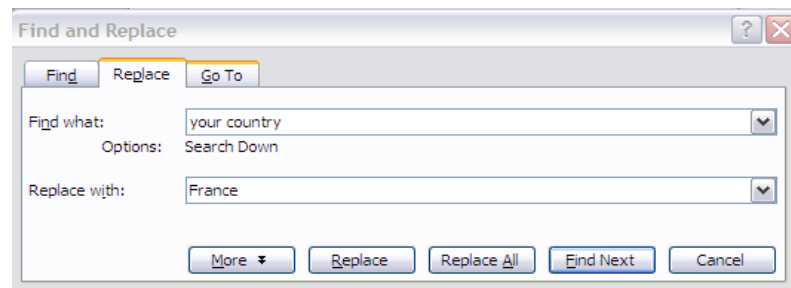 Find and Replace
Find Replace Go To
Find what: your country
Options: Search Down
Replace with: France
More Replace Replace All Find Next Cancel